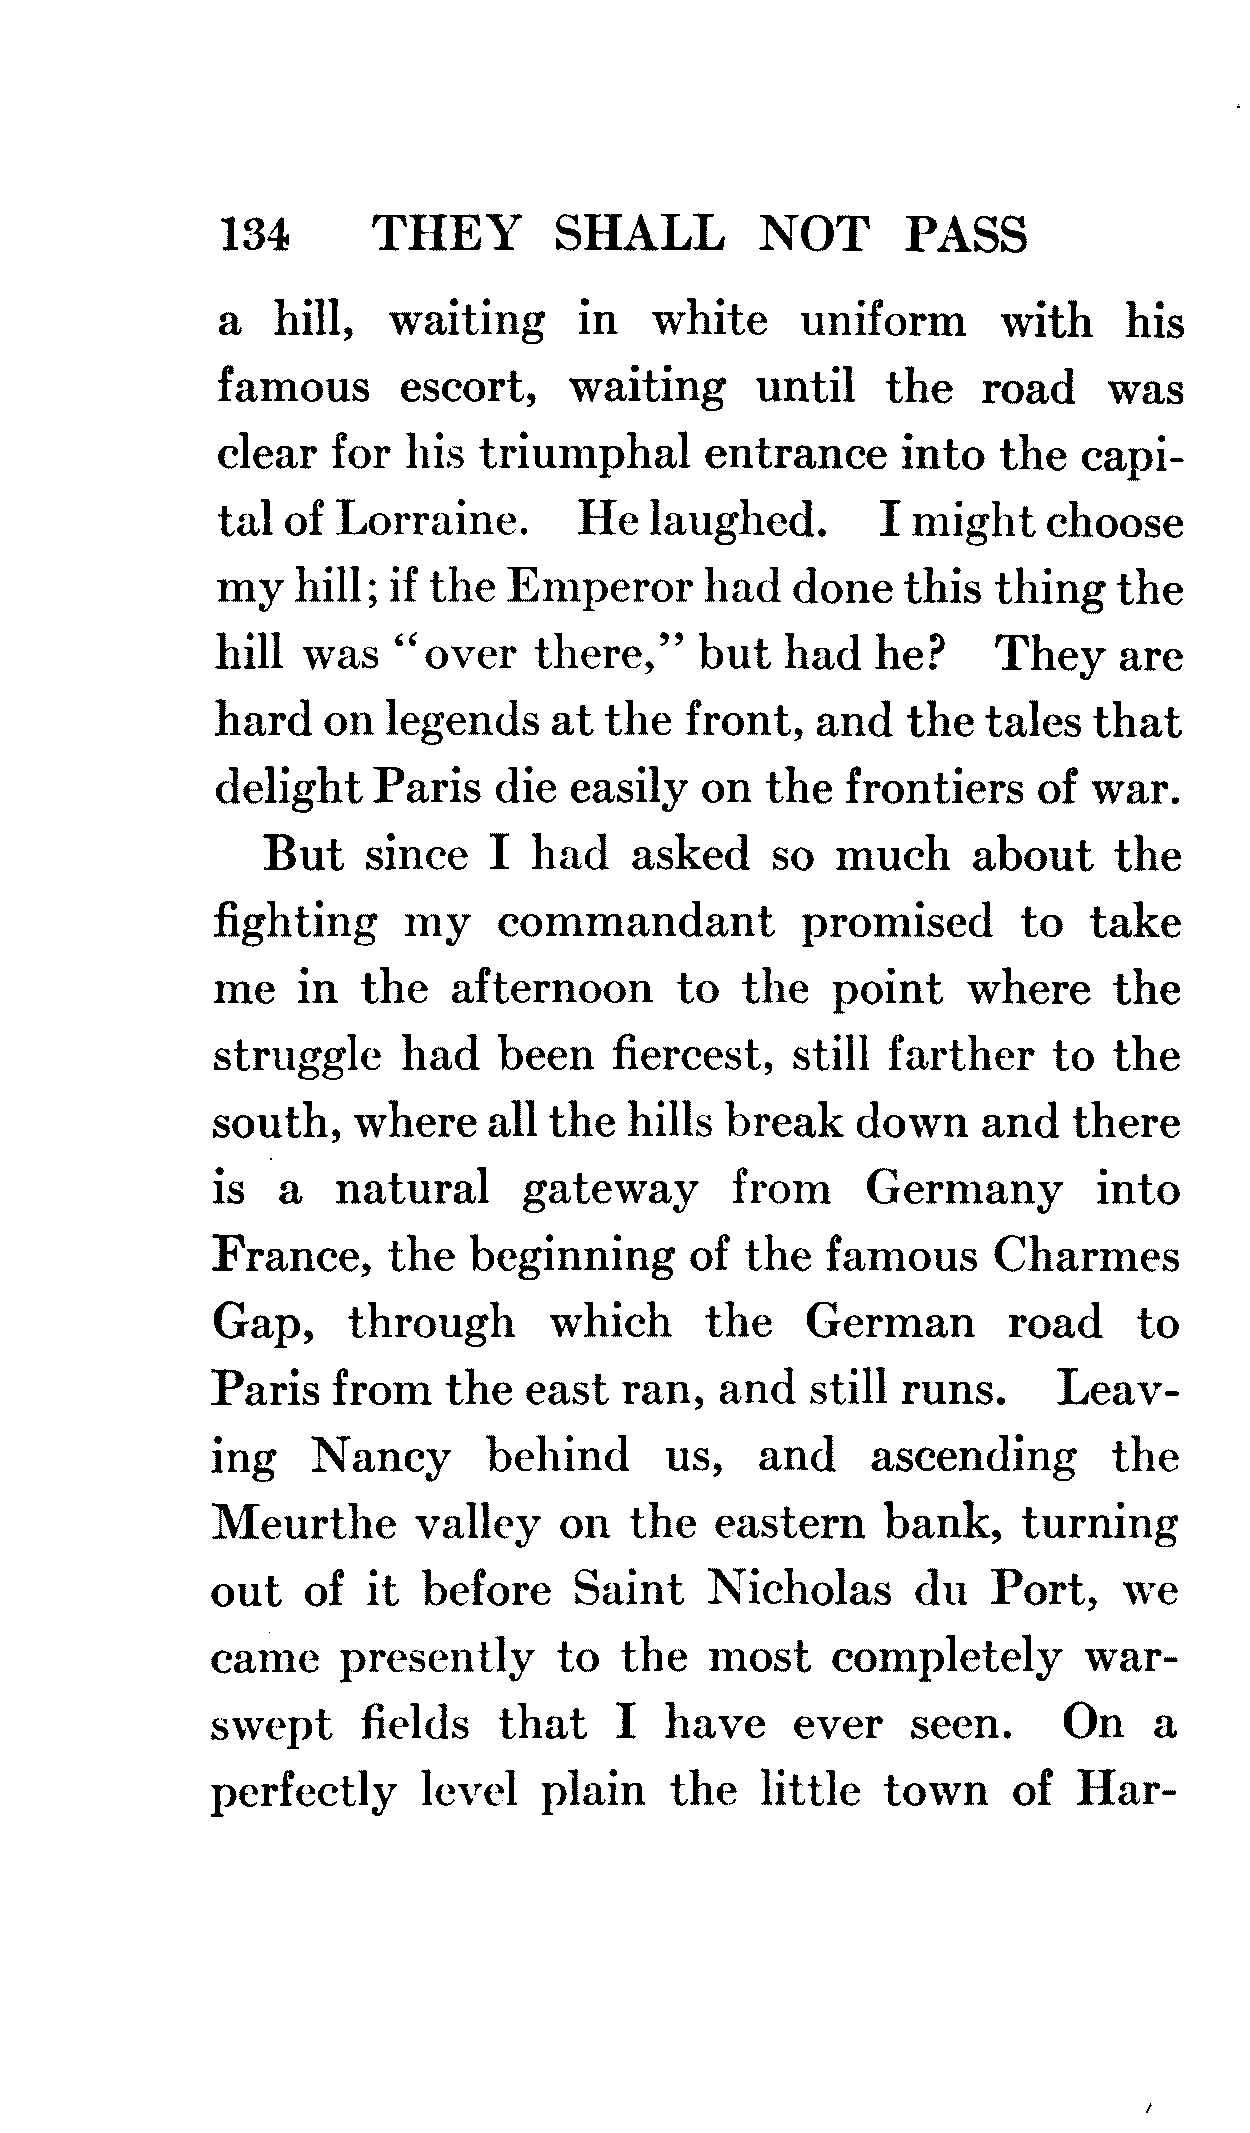 134 THEY SHALL NOT PASS
a hill, waiting in white uniform with his
famous escort, waiting until the road was
clear for his triumphal entrance into the capi-
tal of Lorraine. He laughed. I might choose
my hill; if the Emperor had done this thing the
hill was “over there,” but had he? They are
hard on legends at the front, and the tales that
delight Paris die easily on the frontiers of war.
But since I had asked so much about the
fighting my commandant promised to take
me in the afternoon to the point where the
struggle had been fiercest, still farther to the
south, where all the hills break down and there
is a natural gateway from Germany into
France, the beginning of the famous Charmes
Gap, through which the German road to
Paris from the east ran, and still runs. Leav-
ing Nancy behind us, and ascending the
Meurthe valley on the eastern bank, turning
out of it before Saint Nicholas du Port, we
came presently to the most completely war-
swept fields that I have ever seen. On a
perfectly level plain the little town of Har-